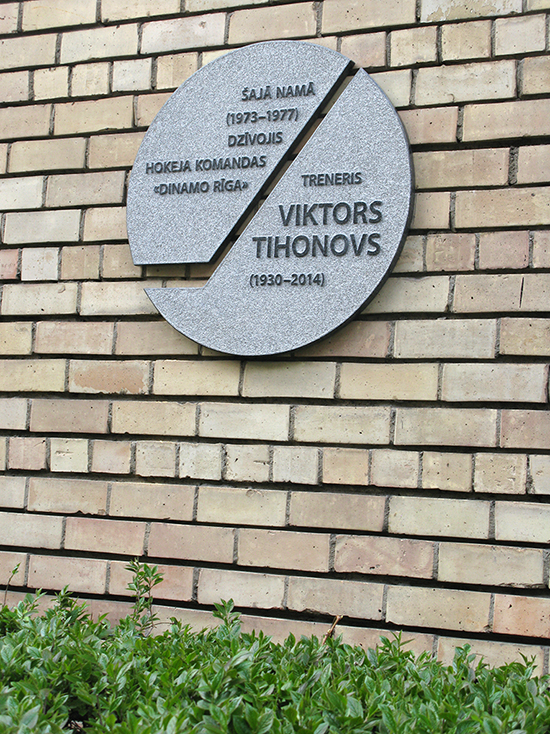 ŠAJĀ NAMĀ
(1973–1977)
DZĪVOJIS
HOKEJA KOMANDAS
«DINAMO RĪGA»
TRENERIS
VIKTORS
TIHONOVS
(1930–2014)